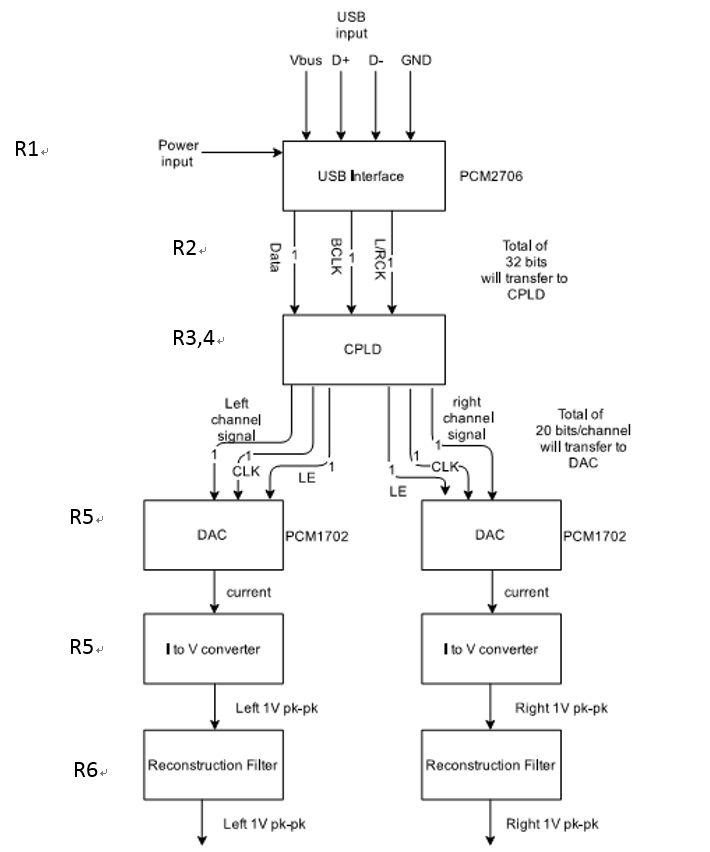 USB
input
Vbus D+ D- GND
R1
Power
input
USB Interface
PCM2706
R2
Data
1
BCLK
1
L/RCK
1
Total of
32 bits
will transfer to
CPLD
R3,4
CPLD
Left
channel
signal
1
1
CLK
1
LE
right
channel
signal
1
1
CLK
1
LE
Total of
20 bits/channel
will transfer to
DAC
R5
DAC
PCM1702
DAC
PCM1702
current
current
R5
I to V converter
I to V converter
Left 1V pk-pk
Right 1V pk-pk
R6
Reconstruction Filter
Reconstruction Filter
Left 1V pk-pk
Right 1V pk-pk